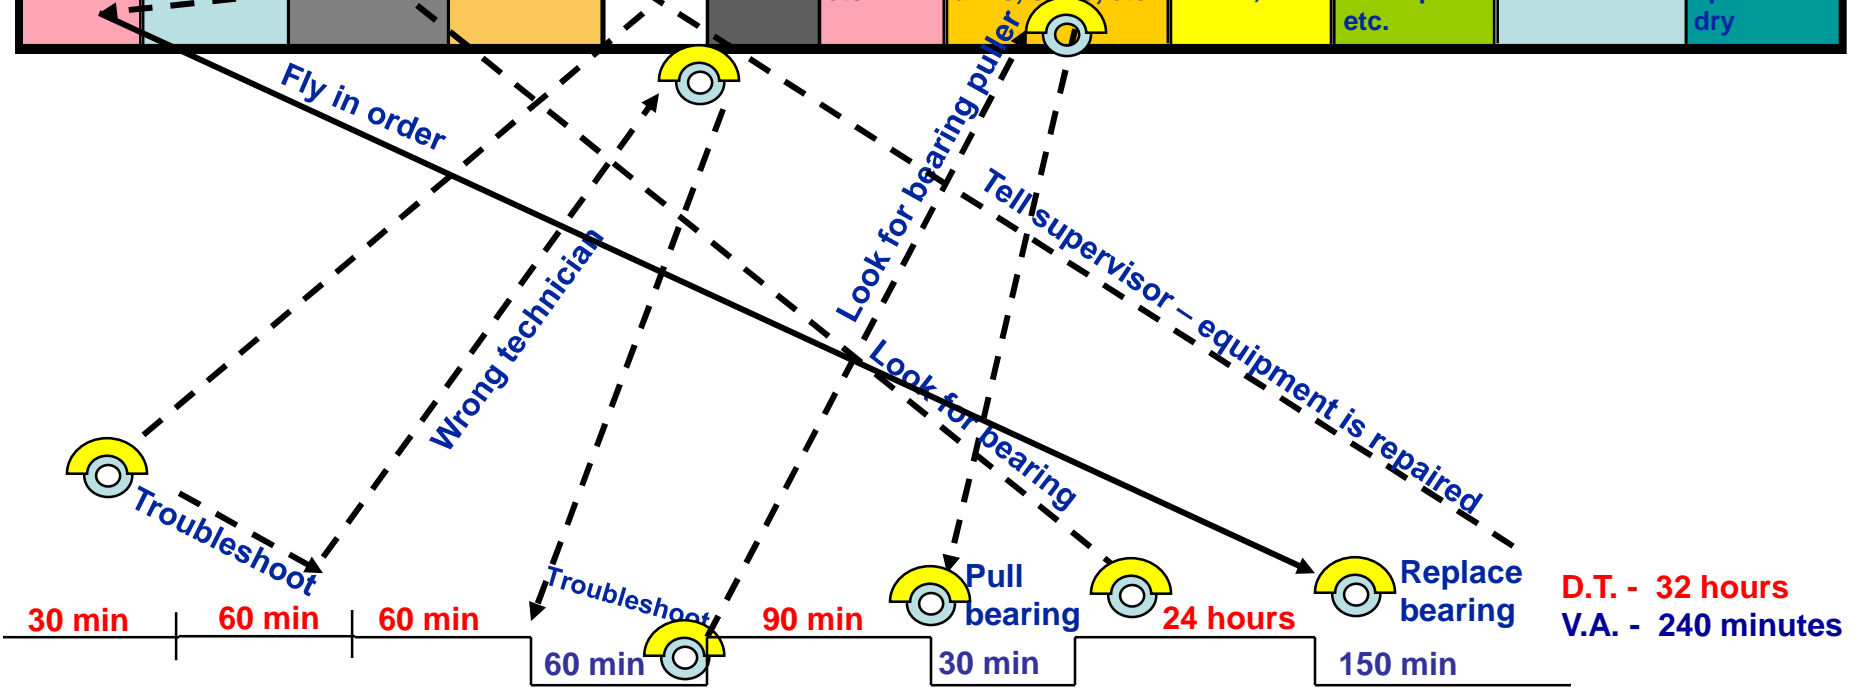 etc.
dry
Fly in order
Look for bearing puller
Tell supervisor – equipment is repaired
Wrong technician
Look for bearing
Troubleshoot
Troubleshoot
Pull
bearing
Replace
bearing
D.T. - 32 hours
V.A. - 240 minutes
30 min
60 min
60 min
90 min
24 hours
60 min
30 min
150 min